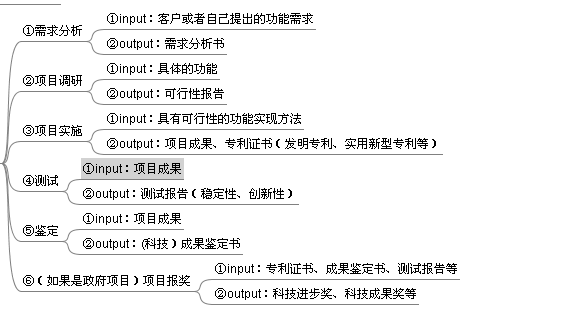 ①需求分析
①input：客户或者自己提出的功能需求
②output：需求分析书
②项目调研
①input：具体的功能
②output：可行性报告
③项目实施
①input：具有可行性的功能实现方法
②output：项目成果、专利证书（发明专利、实用新型专利等）
④测试
①input：项目成果
②output：测试报告（稳定性、创新性）
⑤鉴定
①input：项目成果
②output：(科技）成果鉴定书
⑥（如果是政府项目）项目报奖
①input：专利证书、成果鉴定书、测试报告等
②output：科技进步奖、科技成果奖等